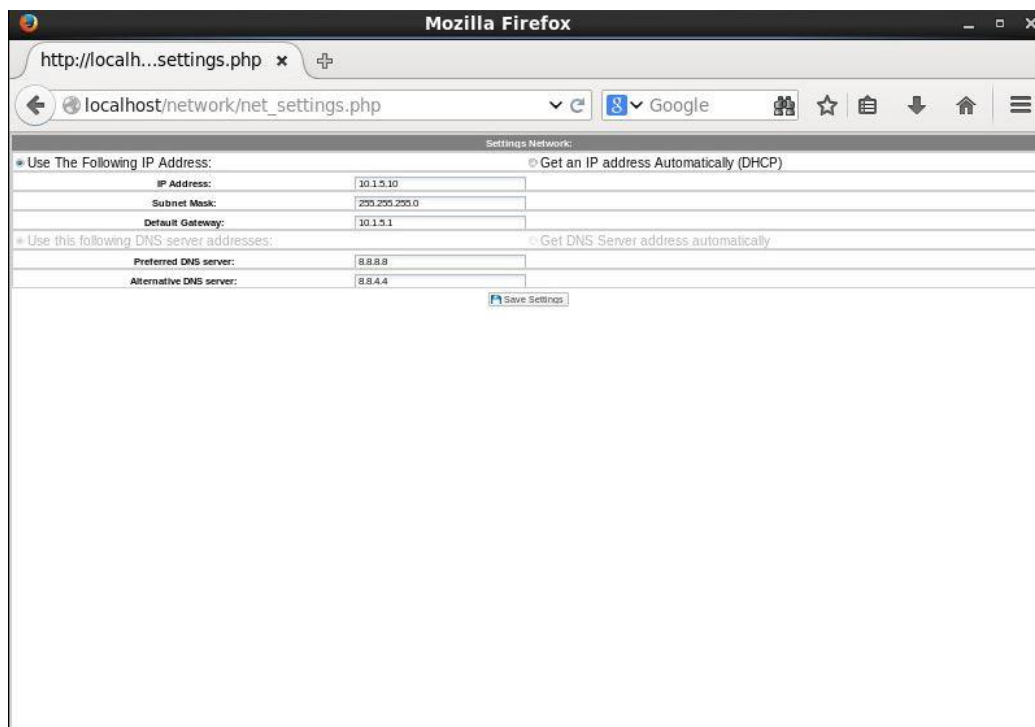 Mozilla Firefox
http://localh...settings.php
localhost/network/net_settings.php
8 Google
Settings Network:
Use The Following IP Address: Get an IP address Automatically (DHCP)
IP Address: 10.1.5.10
Subnet Mask: 255.255.255.0
Default Gateway: 10.1.5.1
Use this following DNS server addresses: Get DNS Server address automatically
Preferred DNS server: 8.8.8.8
Alternative DNS server: 8.8.4.4
Save Settings